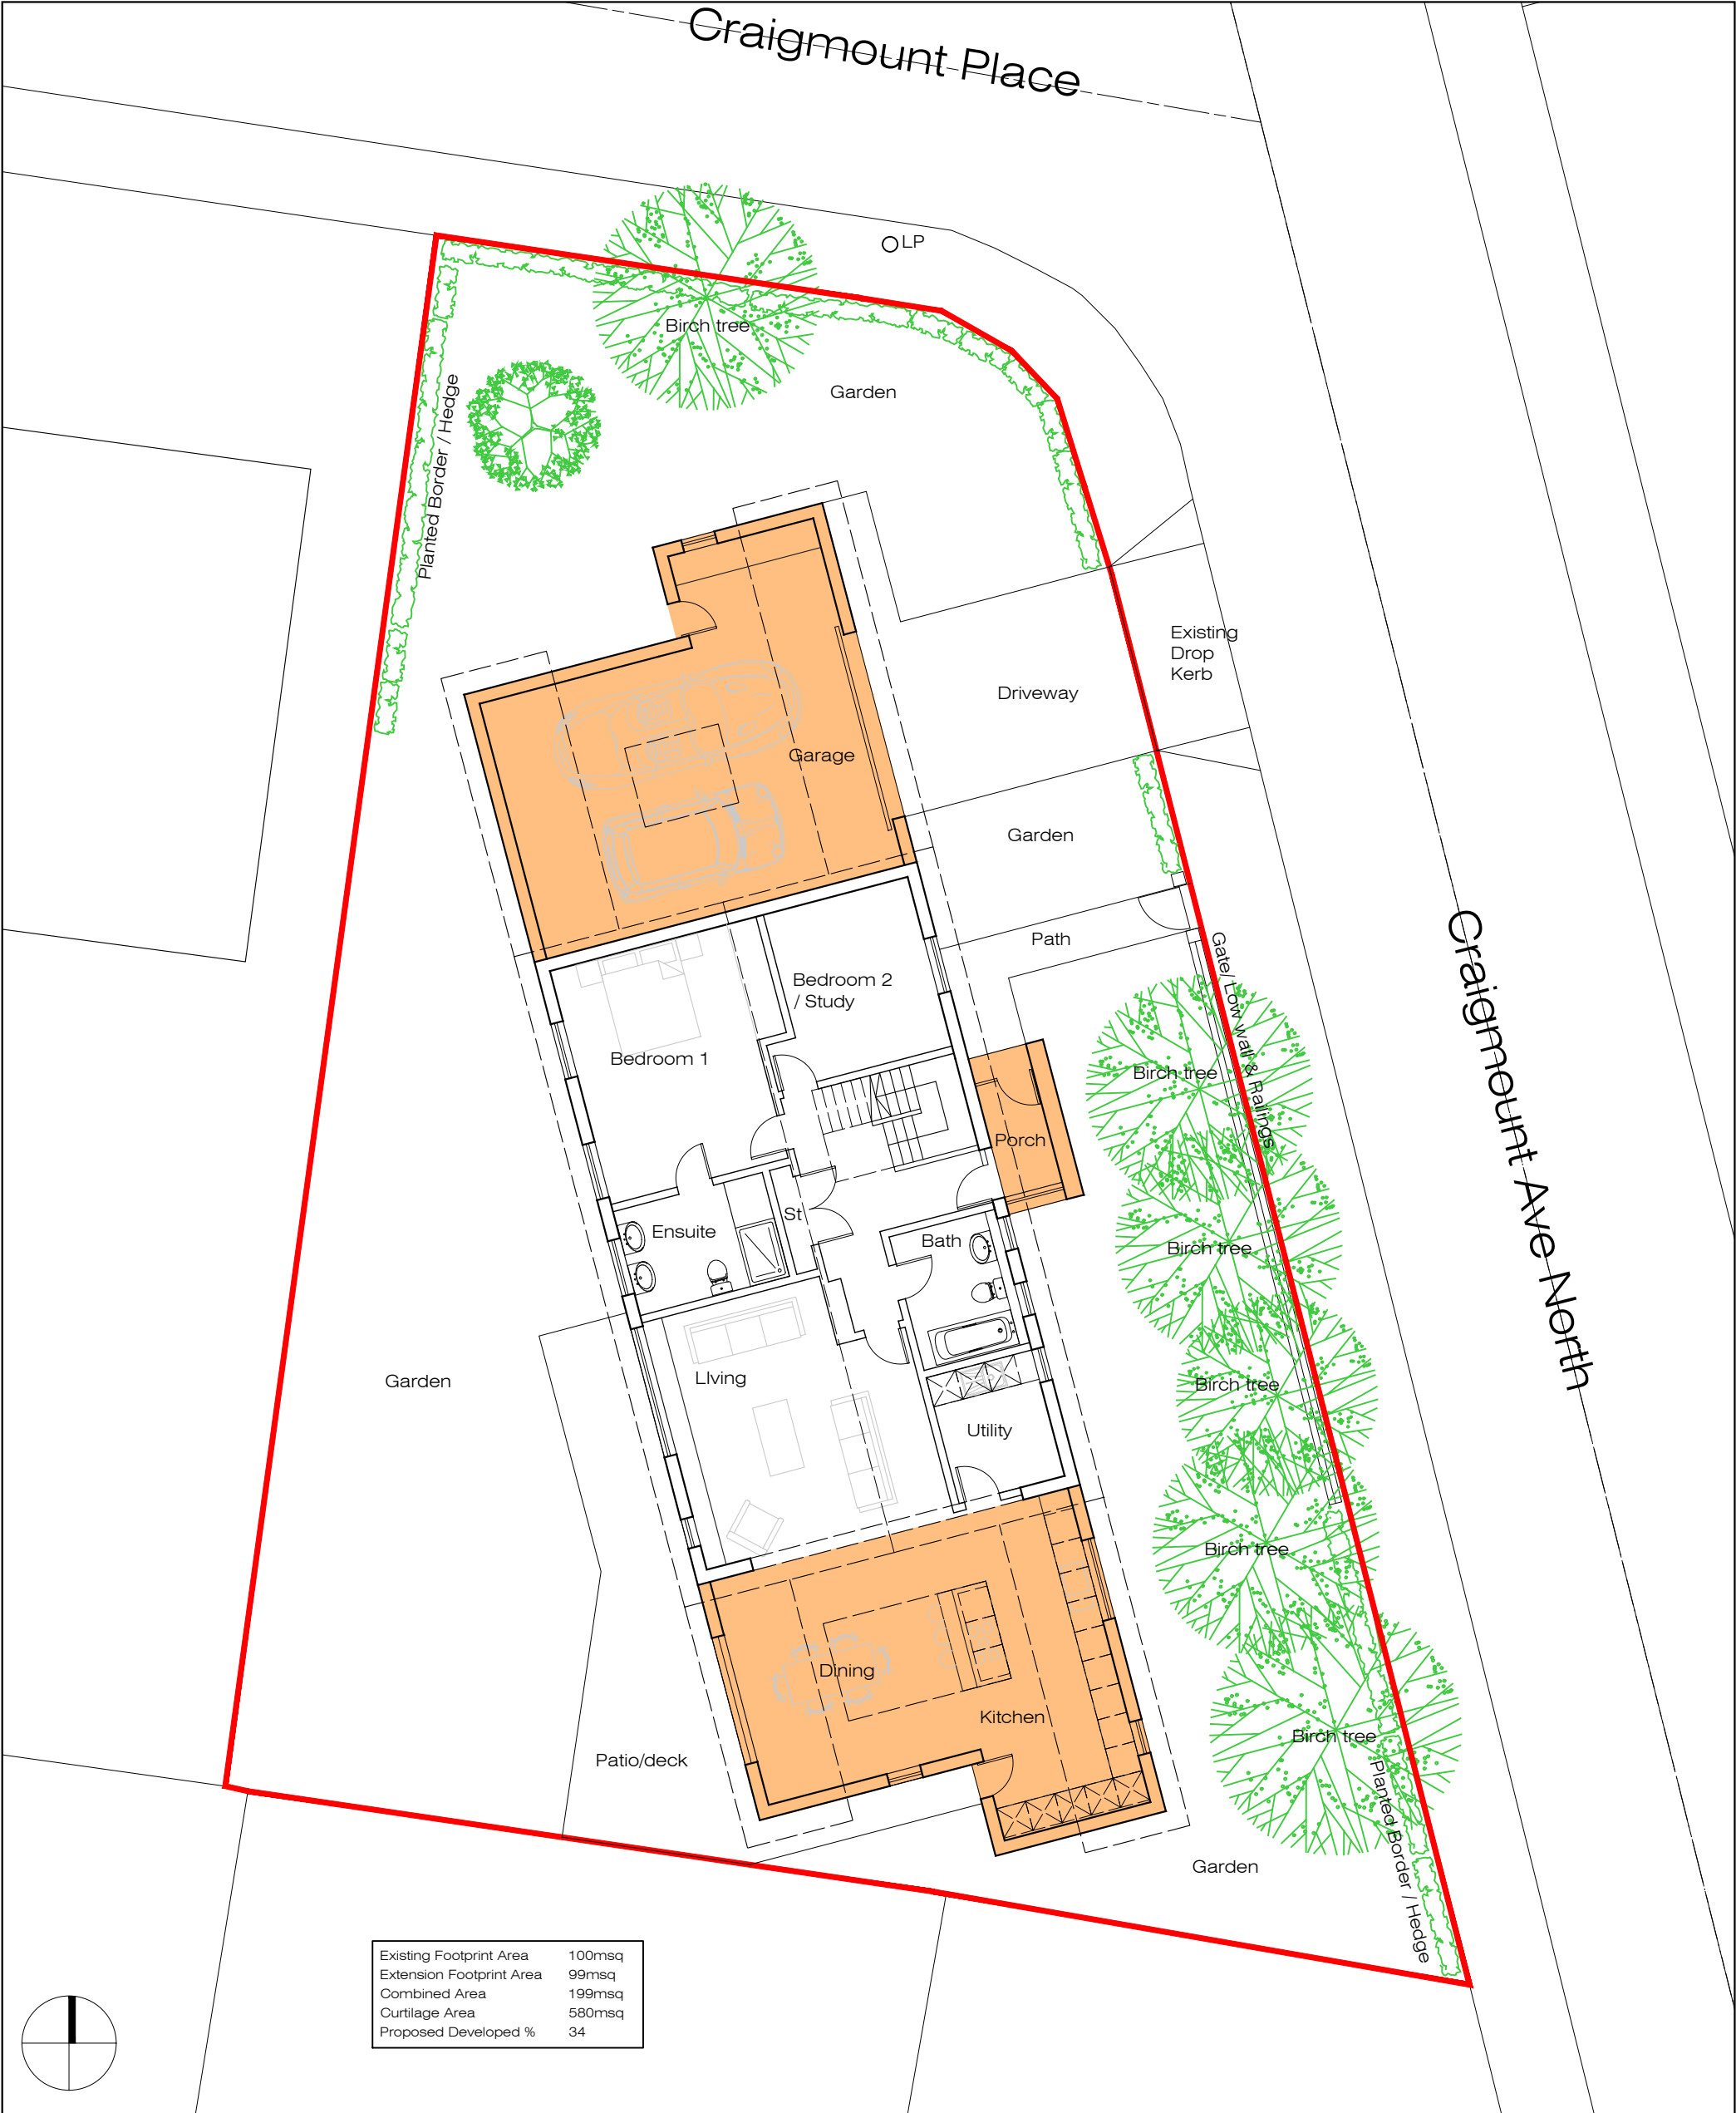 Craigmount Place
LP
Birch tree
Garden
Planted Border / Hedge
Existing
Drop
Kerb
Driveway
Garage
Garden
Path
Gate/ Low wall & Railings
Craigmount Ave North
Bedroom 2
/ Study
Bedroom 1
Birch tree
Porch
St
Ensuite
Bath
Birch tree
Garden
LIving
Birch tree
Utility
Birch tree
Dining
Kitchen
Birch tree
Patio/deck
Planted Border / Hedge
Garden
Existing Footprint Area 100msq
Extension Footprint Area 99msq
Combined Area 199msq
Curtilage Area 580msq
Proposed Developed % 34